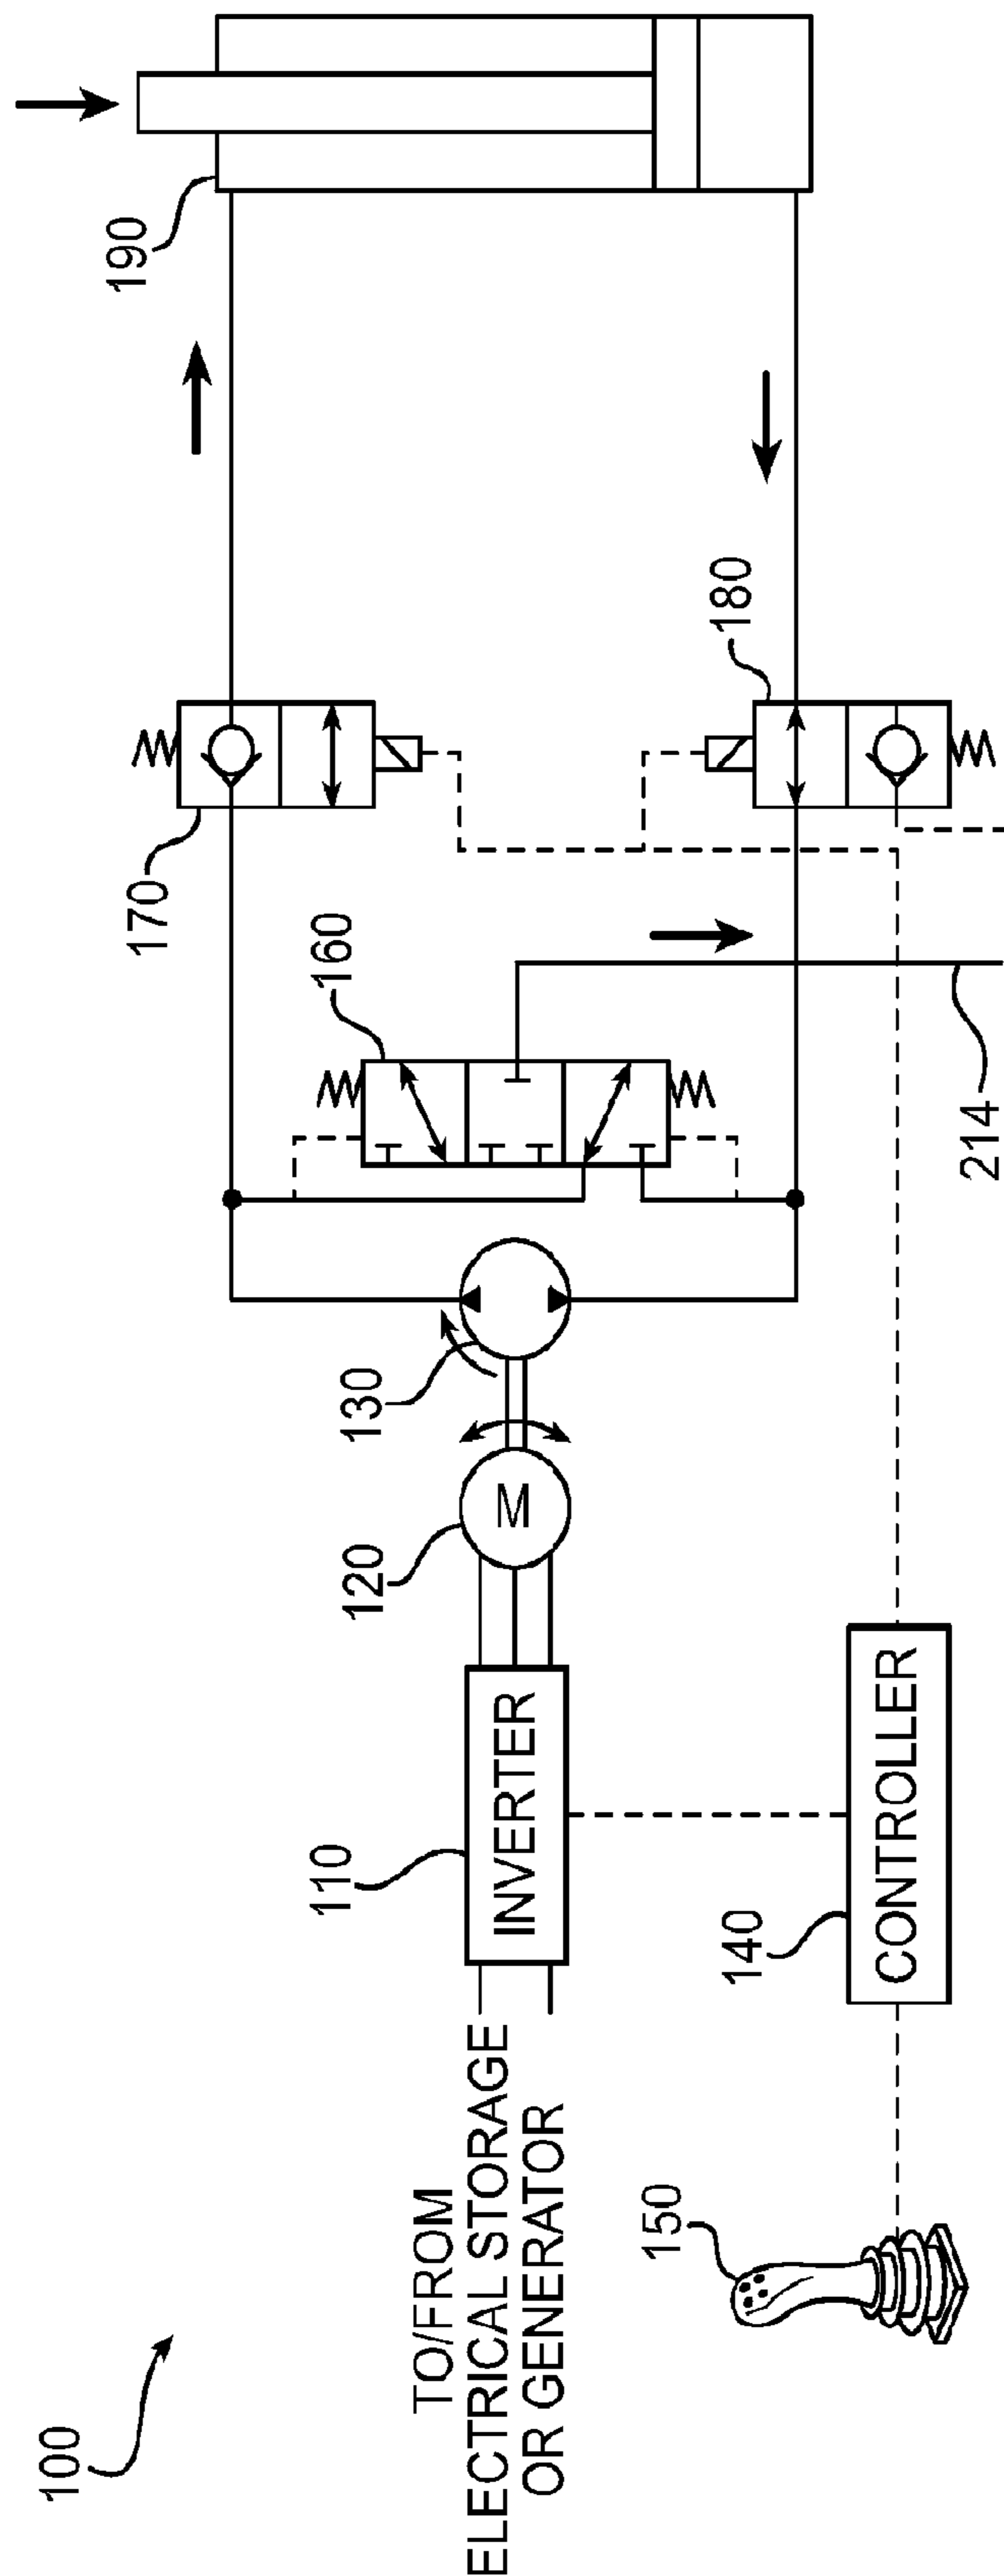 100
TO/FROM
ELECTRICAL STORAGE
OR GENERATOR
110
INVERTER
120
M
130
140
CONTROLLER
150
160
170
180
190
214